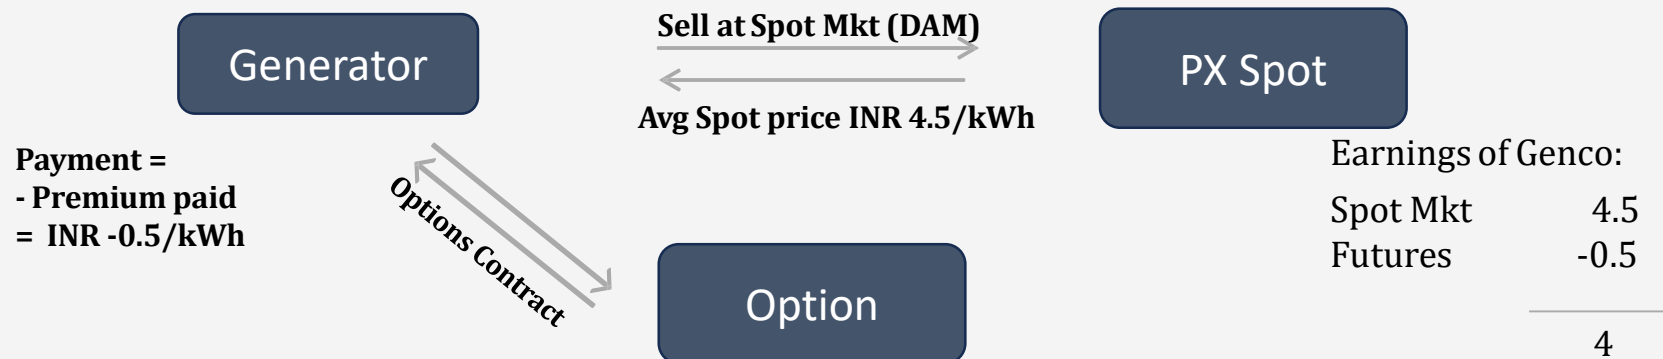 Generator
Sell at Spot Mkt (DAM)
Avg Spot price INR 4.5/kWh
PX Spot
Payment =
- Premium paid
= INR -0.5/kWh
Options Contract
Option
Earnings of Genco:
Spot Mkt 4.5
Futures -0.5
4